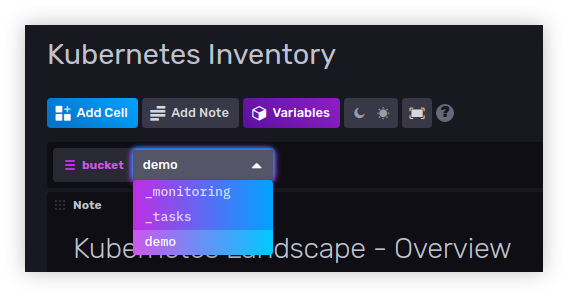 Kubernetes Inventory
Add Cell Add Note Variables ?
bucket demo
_monitoring
_tasks
demo
Note
Kubernetes Landscape - Overview